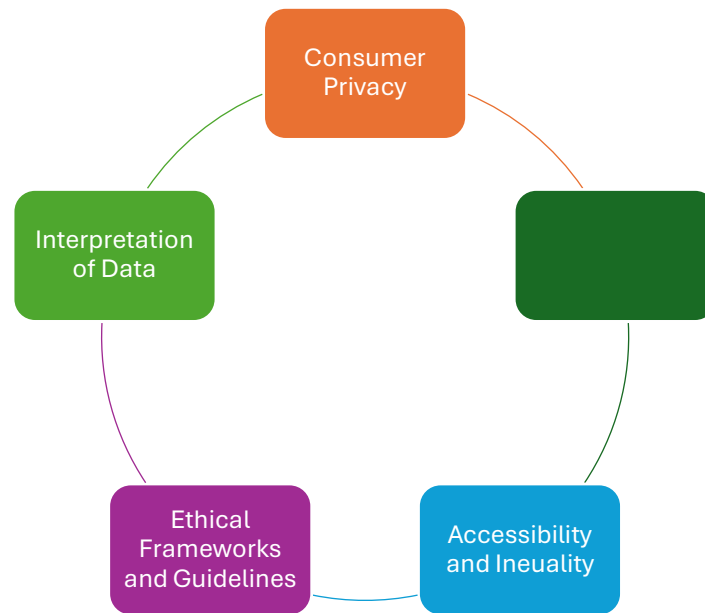 Consumer
Privacy
Interpretation
of Data
Ethical
Frameworks
and Guidelines
Accessibility
and Ineuality